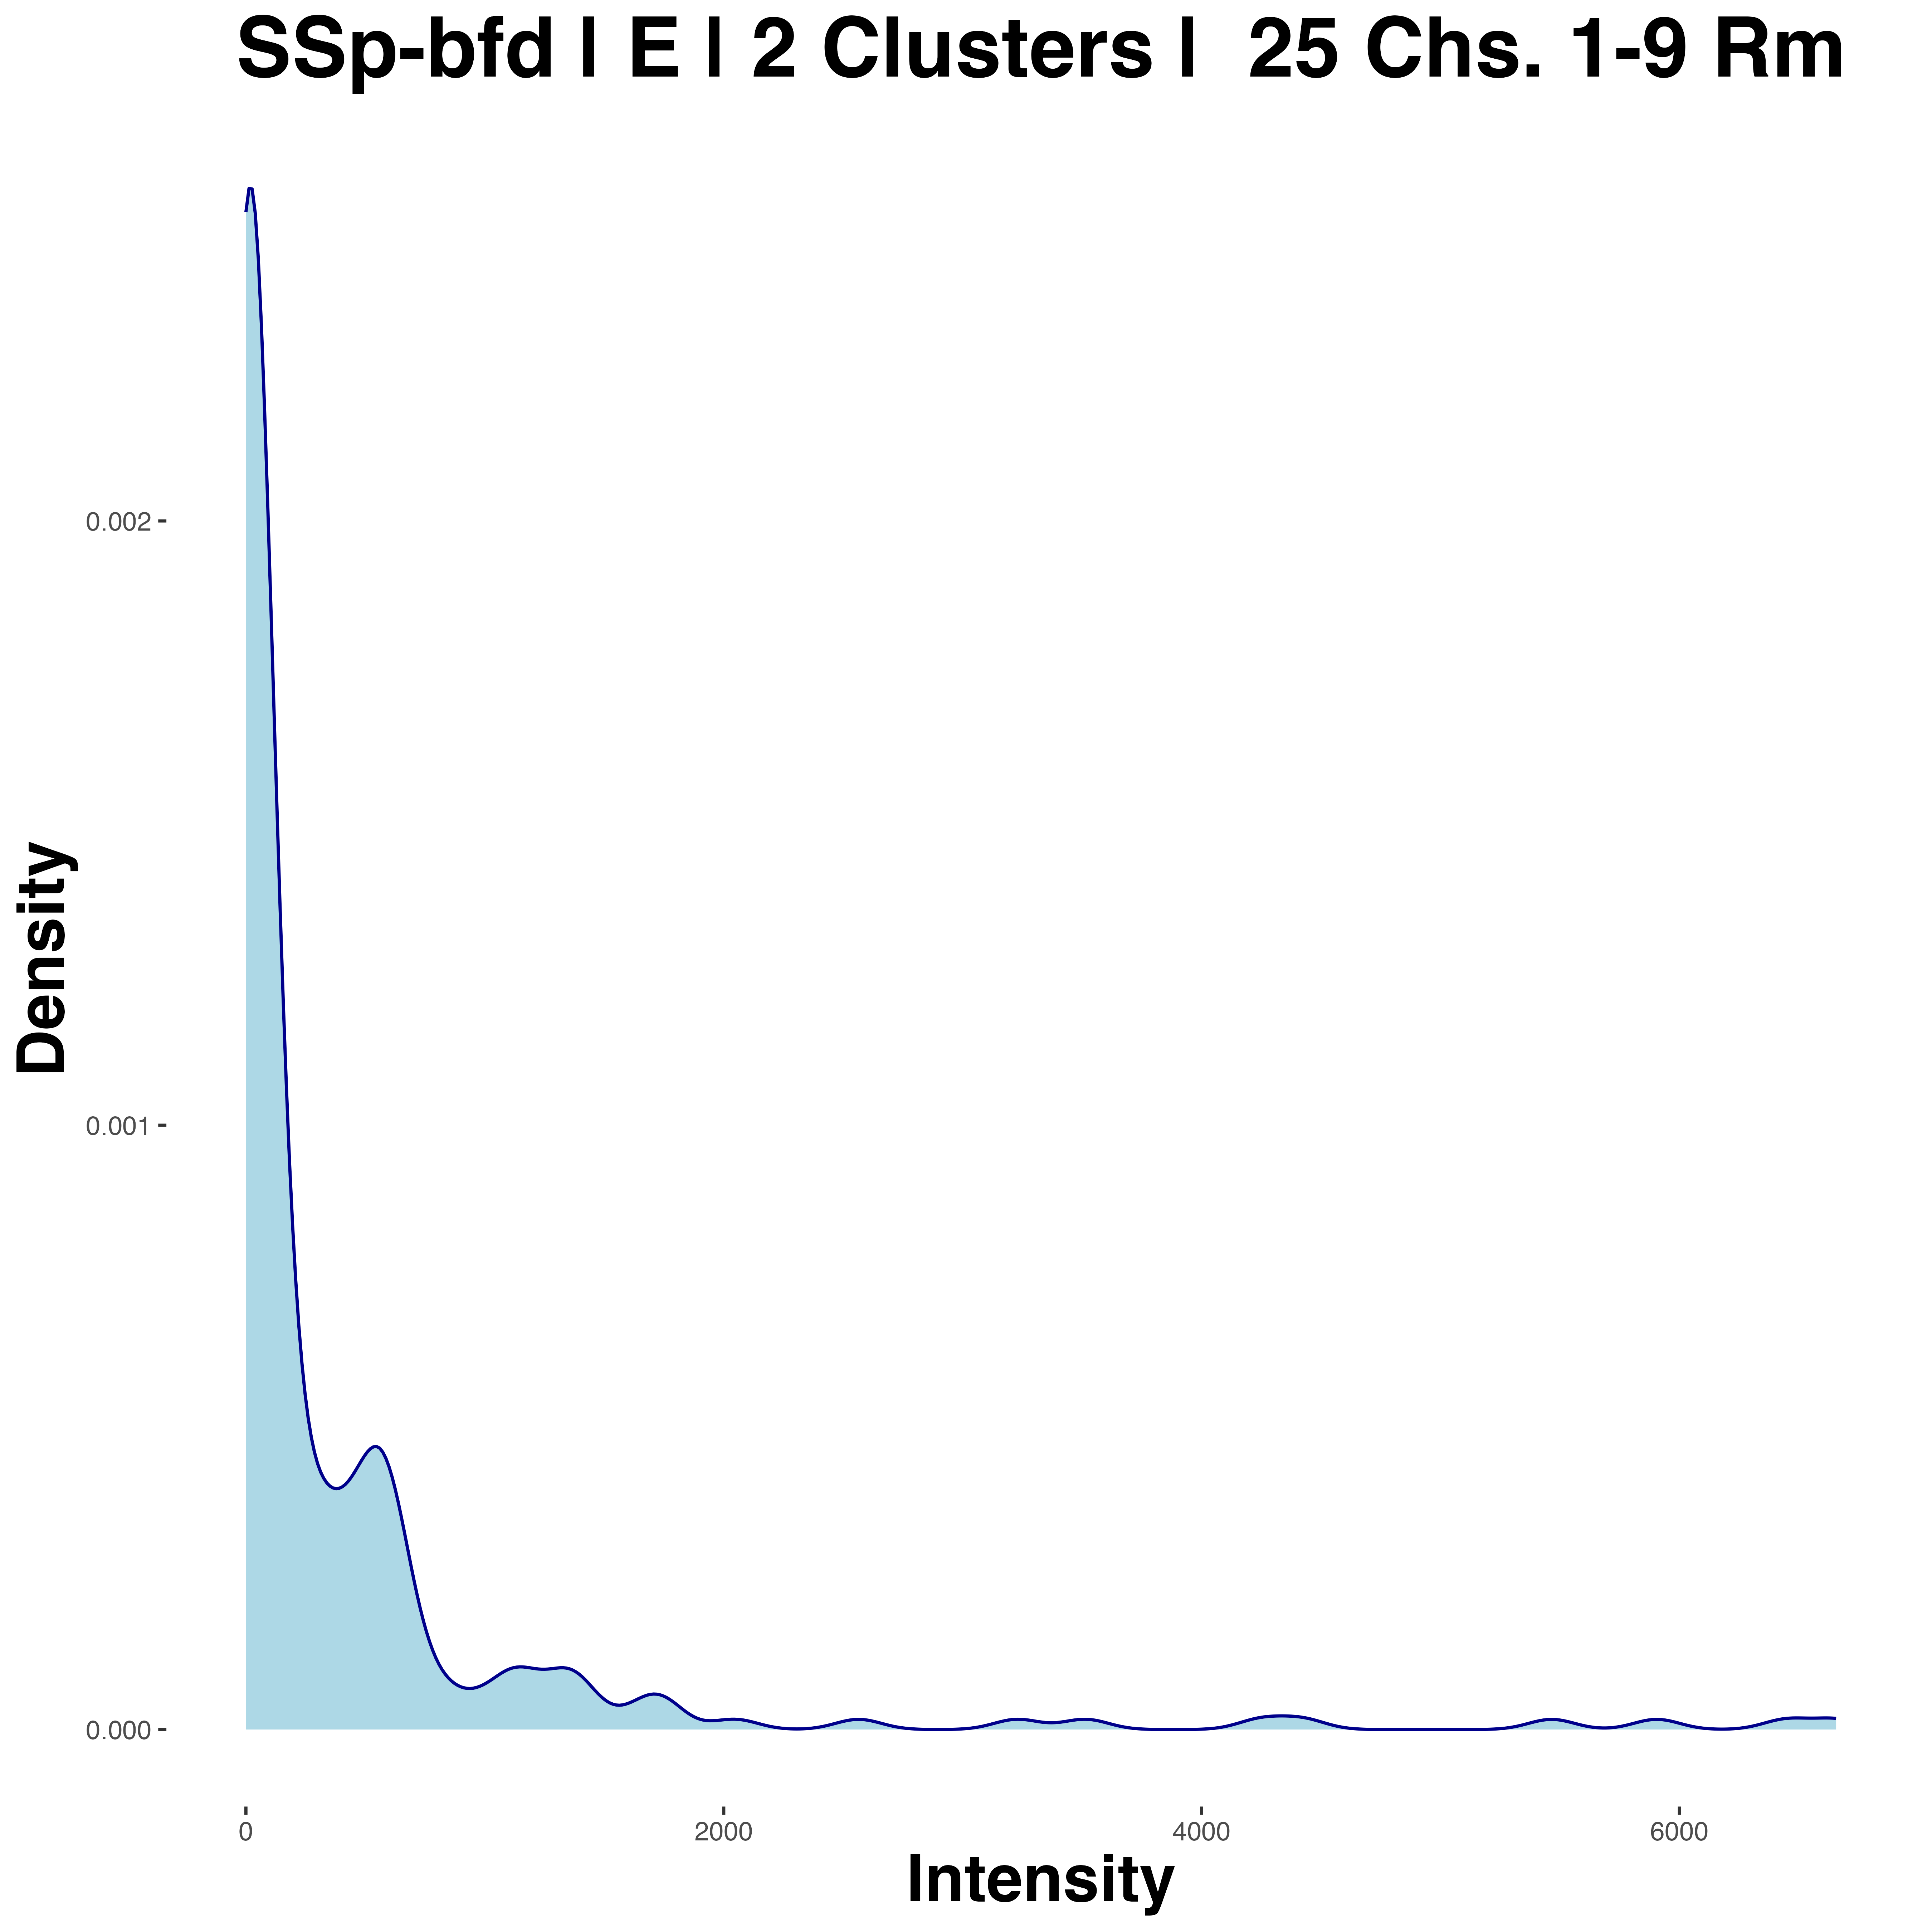 SSp-bfd | E | 2 Clusters |  25 Chs. 1-9 Rm
Density
0.002
0.001
0.000
0 2000 4000 6000
Intensity